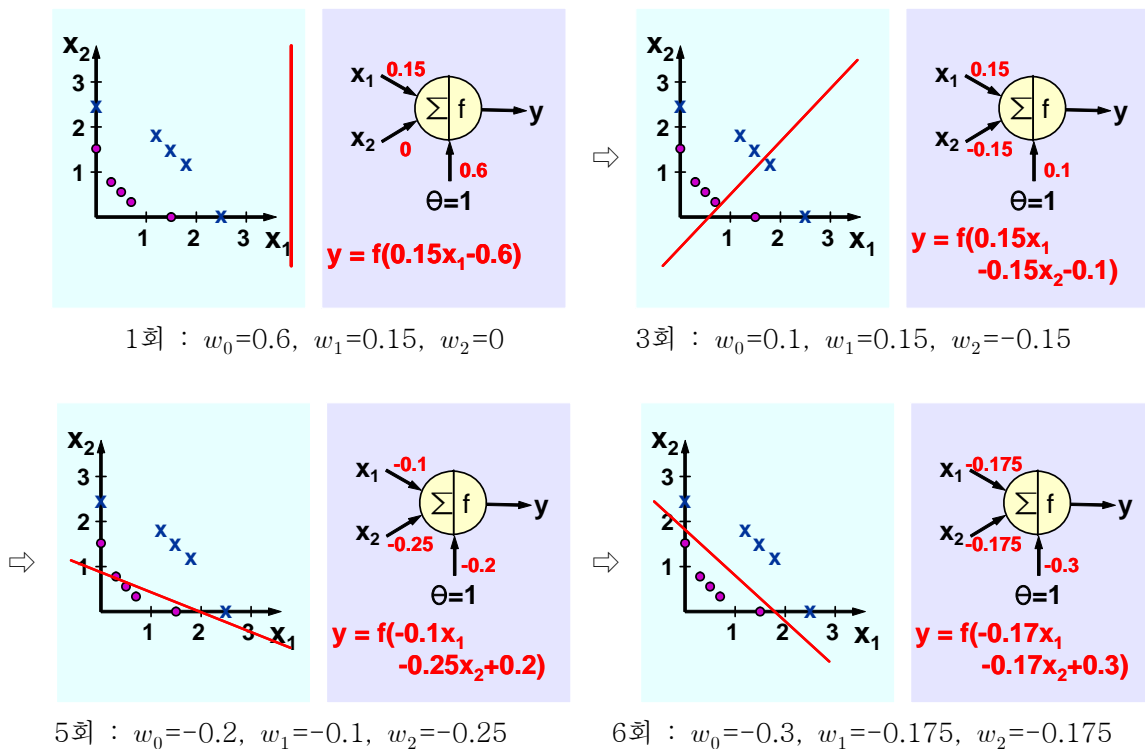 x2
3
2
1
1 2 3
x1
x1 0.15
x2 0
Σ f
y
0.6
Θ=1
y = f(0.15x1-0.6)
1회 : w0=0.6, w1=0.15, w2=0
⇨
x2
3
2
1
1 2 3
x1
x1 0.15
x2 -0.15
Σ f
y
0.1
Θ=1
y = f(0.15x1
-0.15x2-0.1)
3회 : w0=0.1, w1=0.15, w2=-0.15
⇨
x2
3
2
1
1 2 3
x1
x1 -0.1
x2 -0.25
Σ f
y
-0.2
Θ=1
y = f(-0.1x1
-0.25x2+0.2)
5회 : w0=-0.2, w1=-0.1, w2=-0.25
⇨
x2
3
2
1
1 2 3
x1
x1 -0.175
x2 -0.175
Σ f
y
-0.3
Θ=1
y = f(-0.17x1
-0.17x2+0.3)
6회 : w0=-0.3, w1=-0.175, w2=-0.175